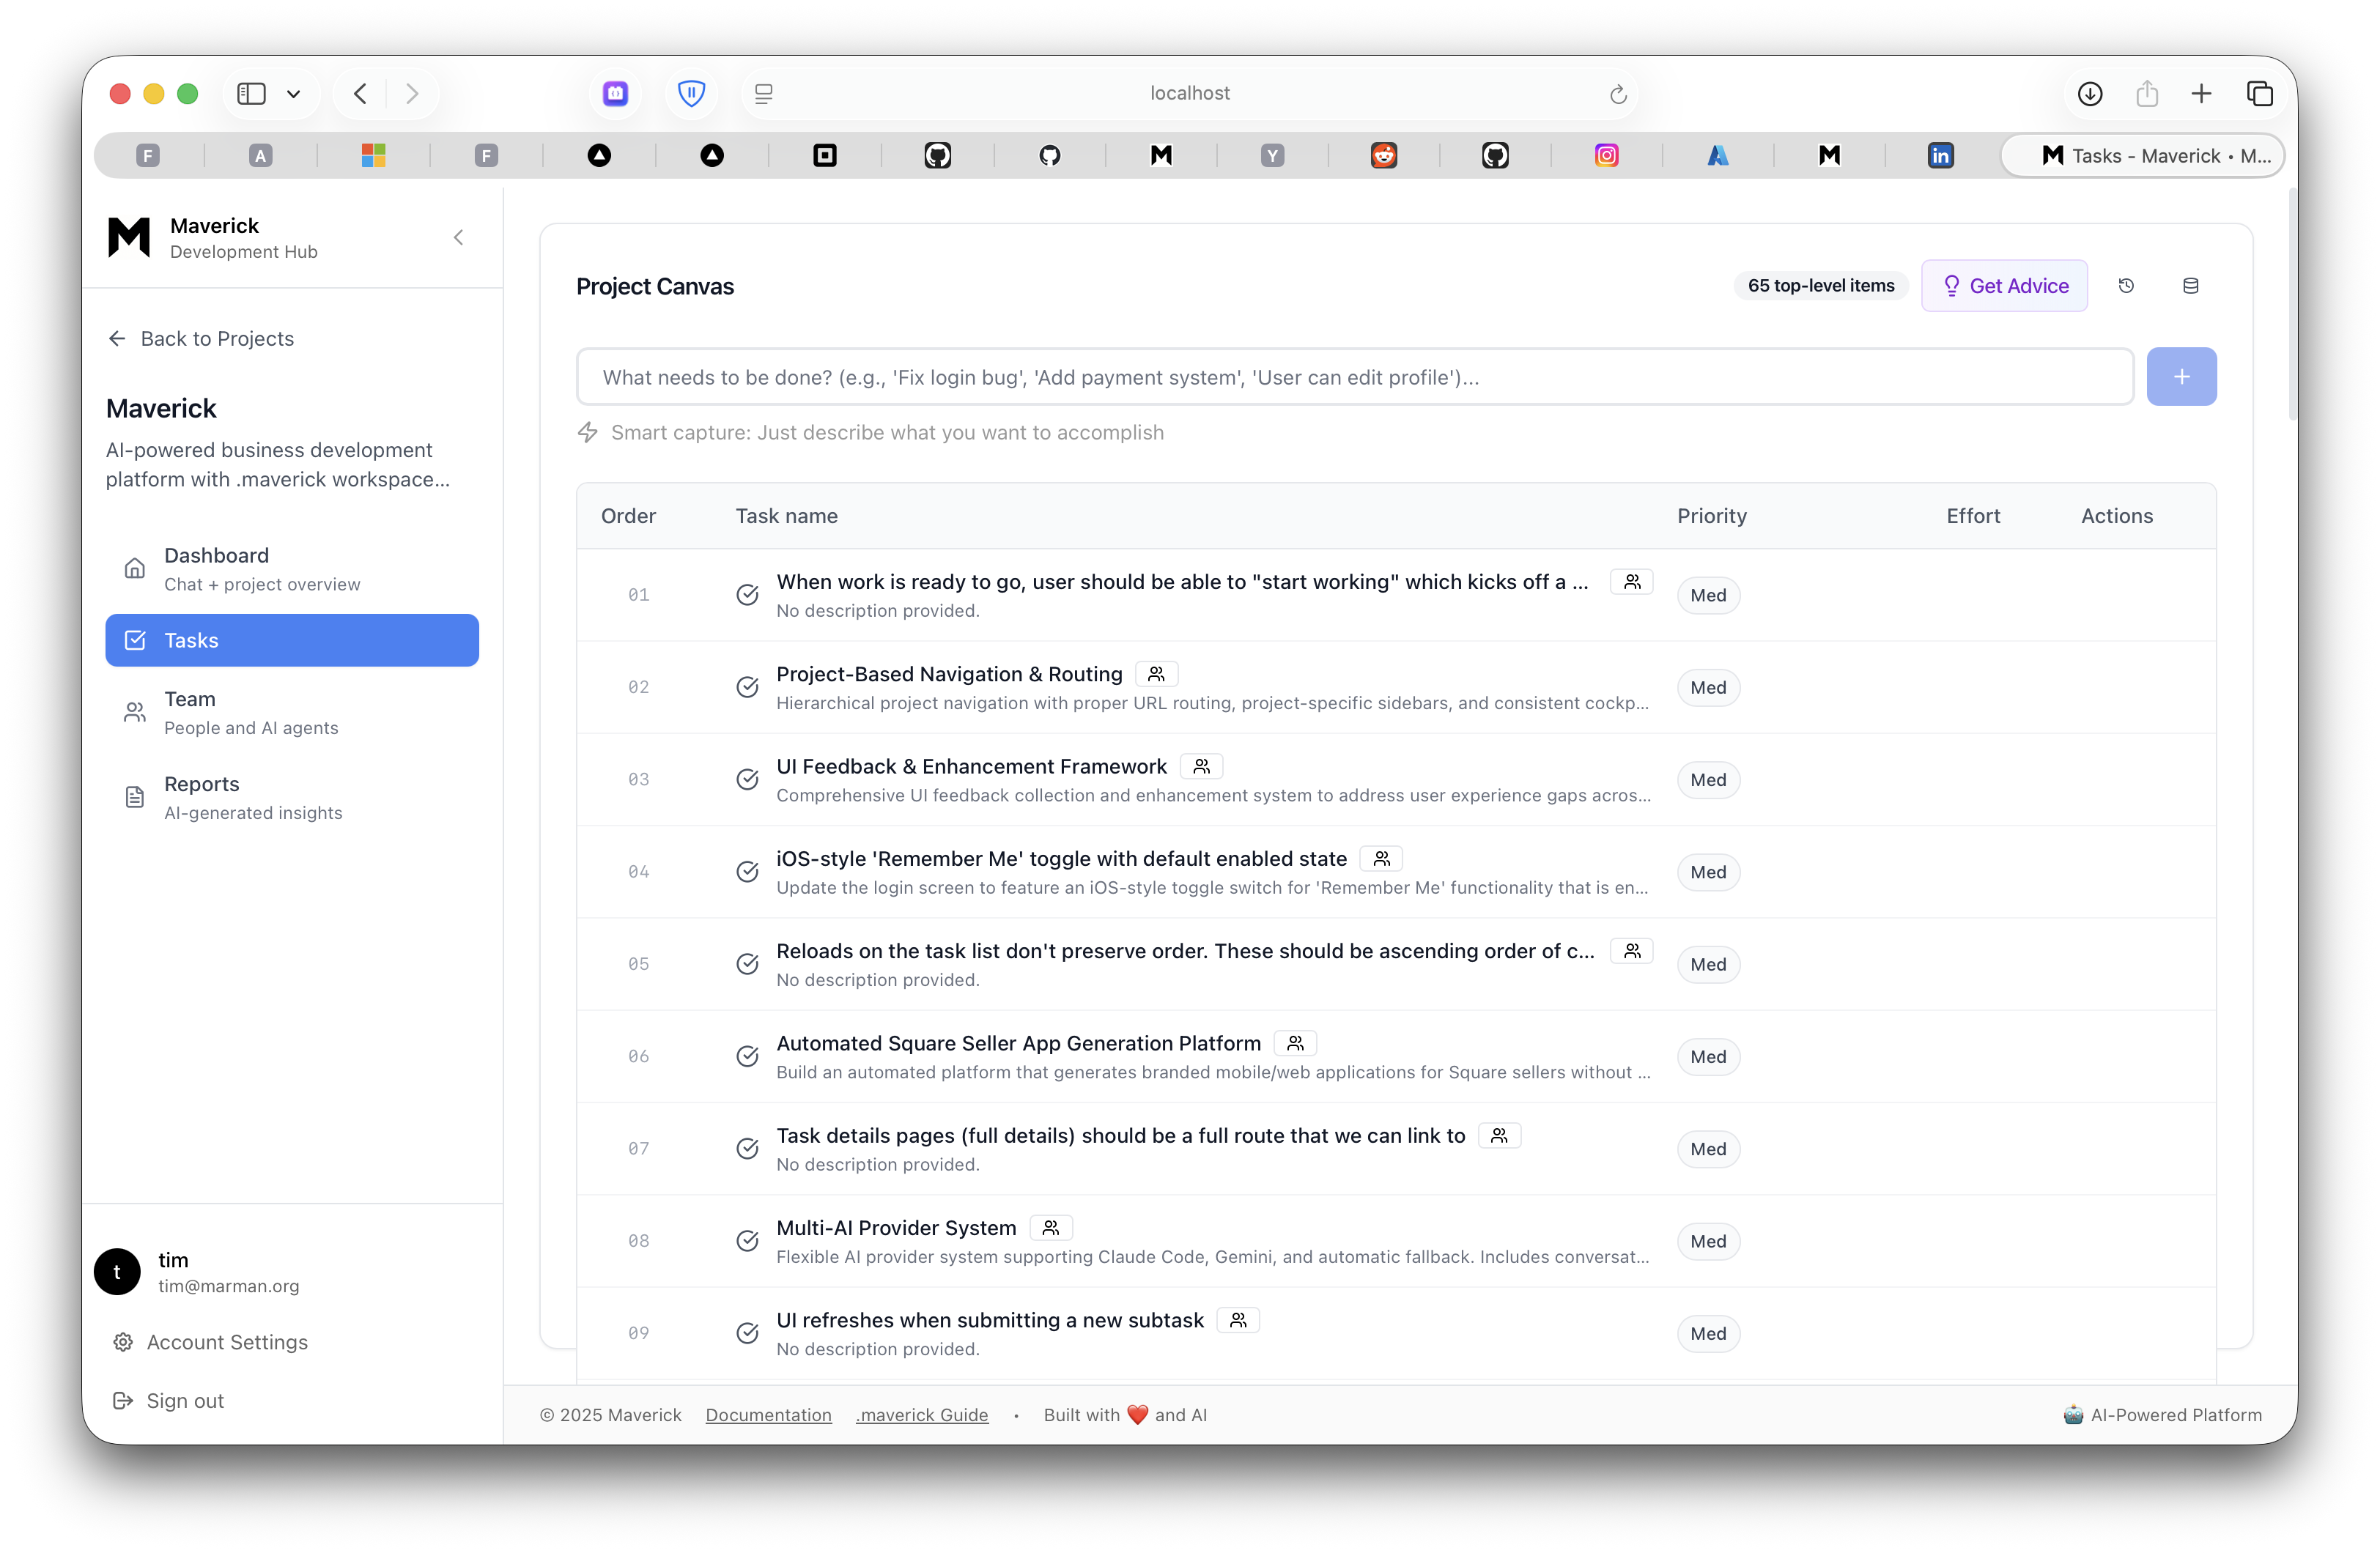 localhost
F
A
F
Y
Tasks - Maverick • M...
Maverick
Development Hub
Back to Projects
Maverick
AI-powered business development
platform with .maverick workspace...
Dashboard
Chat + project overview
Tasks
Team
People and AI agents
Reports
AI-generated insights
t
tim
tim@marman.org
Account Settings
Sign out
Project Canvas
65 top-level items
Get Advice
What needs to be done? (e.g., 'Fix login bug', 'Add payment system', 'User can edit profile')...
+
Smart capture: Just describe what you want to accomplish
Order Task name Priority Effort Actions
01 When work is ready to go, user should be able to "start working" which kicks off a ... Med
No description provided.
02 Project-Based Navigation & Routing Med
Hierarchical project navigation with proper URL routing, project-specific sidebars, and consistent cockp...
03 UI Feedback & Enhancement Framework Med
Comprehensive UI feedback collection and enhancement system to address user experience gaps acros...
04 iOS-style 'Remember Me' toggle with default enabled state Med
Update the login screen to feature an iOS-style toggle switch for 'Remember Me' functionality that is en...
05 Reloads on the task list don't preserve order. These should be ascending order of c... Med
No description provided.
06 Automated Square Seller App Generation Platform Med
Build an automated platform that generates branded mobile/web applications for Square sellers without ...
07 Task details pages (full details) should be a full route that we can link to Med
No description provided.
08 Multi-AI Provider System Med
Flexible AI provider system supporting Claude Code, Gemini, and automatic fallback. Includes conversat...
09 UI refreshes when submitting a new subtask Med
No description provided.
© 2025 Maverick Documentation .maverick Guide • Built with ❤️ and AI 🤖 AI-Powered Platform